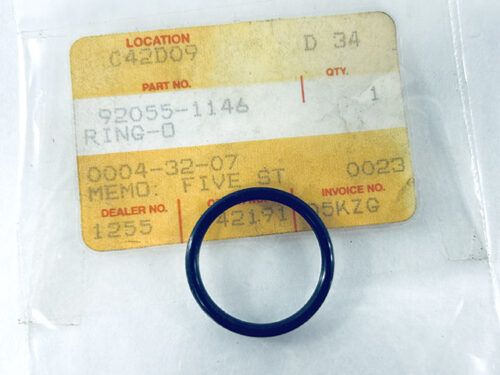 LOCATION
C42D09 D 34
PART NO. QTY.
92055-1146 1
RING-O
0004-32-07 0023
MEMO: FIVE ST
DEALER NO. INVOICE NO.
1255 42191 05KZG